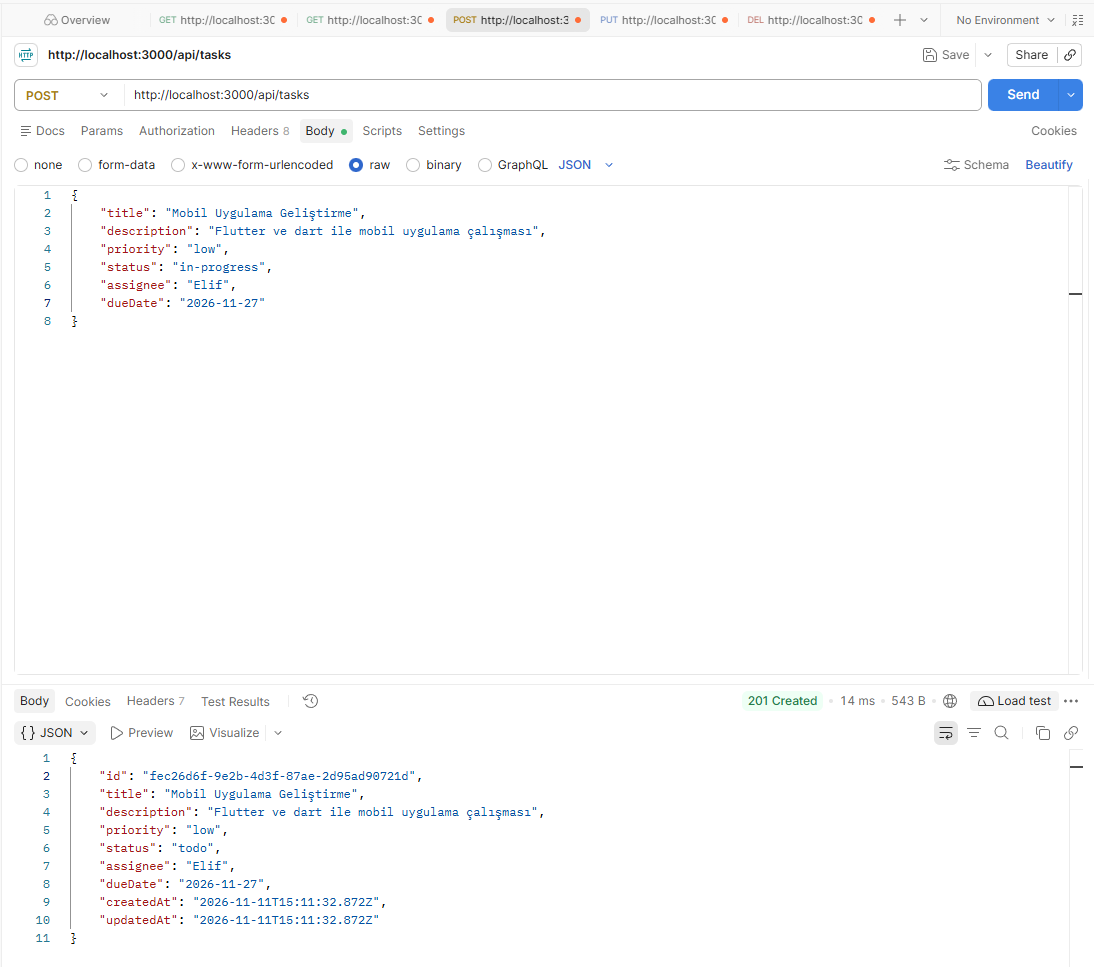 Overview GET http://localhost:30 GET http://localhost:30 POST http://localhost:3 PUT http://localhost:30 DEL http://localhost:30 No Environment
HTTP http://localhost:3000/api/tasks Save Share
POST http://localhost:3000/api/tasks Send
Docs Params Authorization Headers 8 Body Scripts Settings Cookies
none form-data x-www-form-urlencoded raw binary GraphQL JSON Schema Beautify
1 {
2 "title": "Mobil Uygulama Geliştirme",
3 "description": "Flutter ve dart ile mobil uygulama çalışması",
4 "priority": "low",
5 "status": "in-progress",
6 "assignee": "Elif",
7 "dueDate": "2026-11-27"
8 }
Body Cookies Headers 7 Test Results 201 Created 14 ms 543 B Load test
{} JSON Preview Visualize
1 {
2 "id": "fec26d6f-9e2b-4d3f-87ae-2d95ad90721d",
3 "title": "Mobil Uygulama Geliştirme",
4 "description": "Flutter ve dart ile mobil uygulama çalışması",
5 "priority": "low",
6 "status": "todo",
7 "assignee": "Elif",
8 "dueDate": "2026-11-27",
9 "createdAt": "2026-11-11T15:11:32.872Z",
10 "updatedAt": "2026-11-11T15:11:32.872Z"
11 }